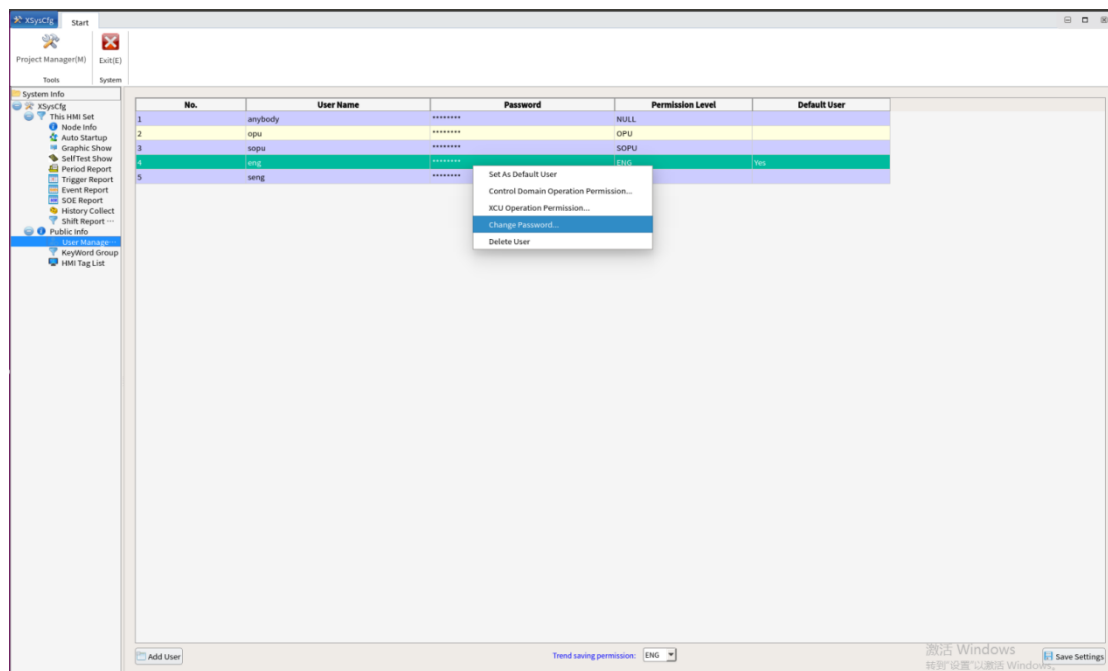 XSysCfg Start
Project Manager(M) Exit(E)
Tools System
System Info
XSysCfg
This HMI Set
Node Info
Auto Startup
Graphic Show
SelfTest Show
Period Report
Trigger Report
Event Report
SOE Report
History Collect
Shift Report ···
Public Info
User Manage···
KeyWord Group
HMI Tag List
No. User Name Password Permission Level Default User
1 anybody ******** NULL
2 opu ******** OPU
3 sopu ******** SOPU
4 eng ******** ENG Yes
5 seng ********
Set As Default User
Control Domain Operation Permission...
XCU Operation Permission...
Change Password...
Delete User
Add User Trend saving permission: ENG Save Settings
激活 Windows
转到"设置"以激活 Windows。